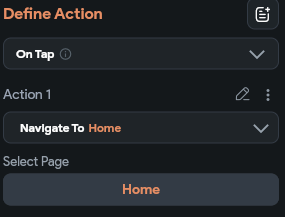 Define Action
On Tap
Action 1
Navigate To Home
Select Page
Home